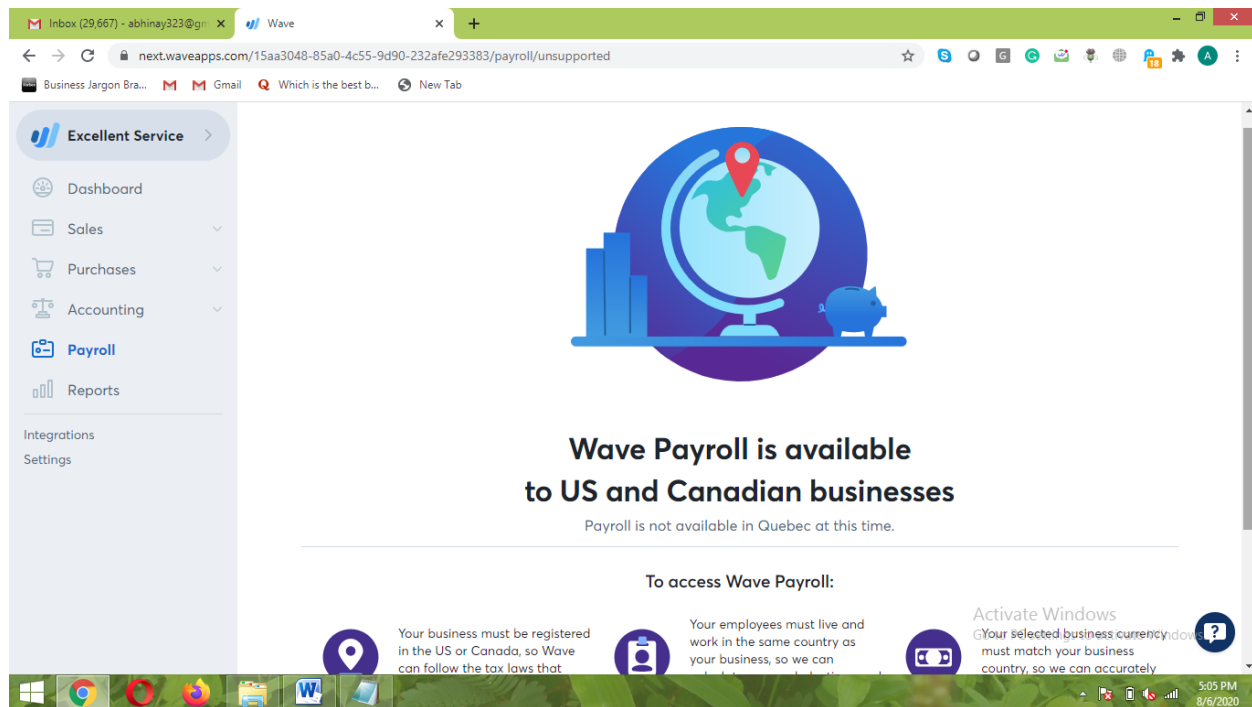 Inbox (29,667) - abhinay323@gm
Wave
next.waveapps.com/15aa3048-85a0-4c55-9d90-232afe293383/payroll/unsupported
18
A
Business Jargon Bra...
Gmail
Which is the best b...
New Tab
Excellent Service
Dashboard
Sales
Purchases
Accounting
Payroll
Reports
Integrations
Settings
Wave Payroll is available
to US and Canadian businesses
Payroll is not available in Quebec at this time.
To access Wave Payroll:
Your business must be registered
in the US or Canada, so Wave
can follow the tax laws that
Your employees must live and
work in the same country as
your business, so we can
Your selected business currency
must match your business
country, so we can accurately
Activate Windows
5:05 PM
8/6/2020